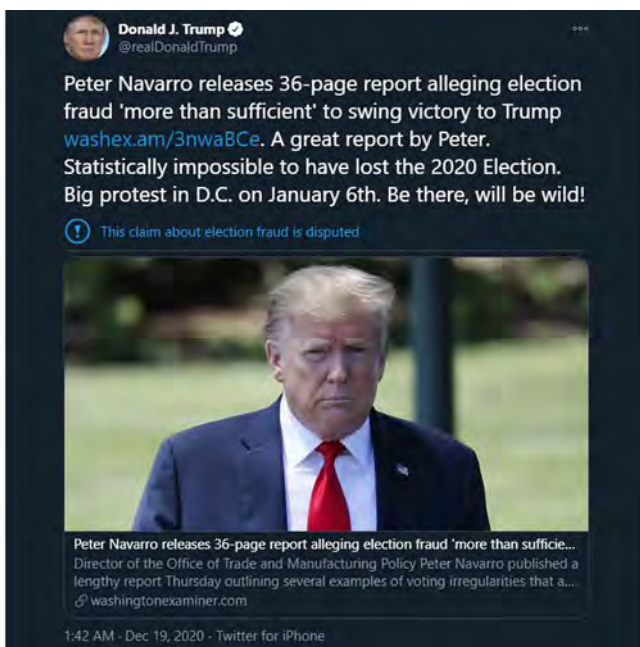 Donald J. Trump
@realDonaldTrump
Peter Navarro releases 36-page report alleging election
fraud 'more than sufficient' to swing victory to Trump
washex.am/3nwaBCe. A great report by Peter.
Statistically impossible to have lost the 2020 Election.
Big protest in D.C. on January 6th. Be there, will be wild!
This claim about election fraud is disputed
Peter Navarro releases 36-page report alleging election fraud 'more than sufficie...
Director of the Office of Trade and Manufacturing Policy Peter Navarro published a
lengthy report Thursday outlining several examples of voting irregularities that a...
washingtonexaminer.com
1:42 AM · Dec 19, 2020 · Twitter for iPhone